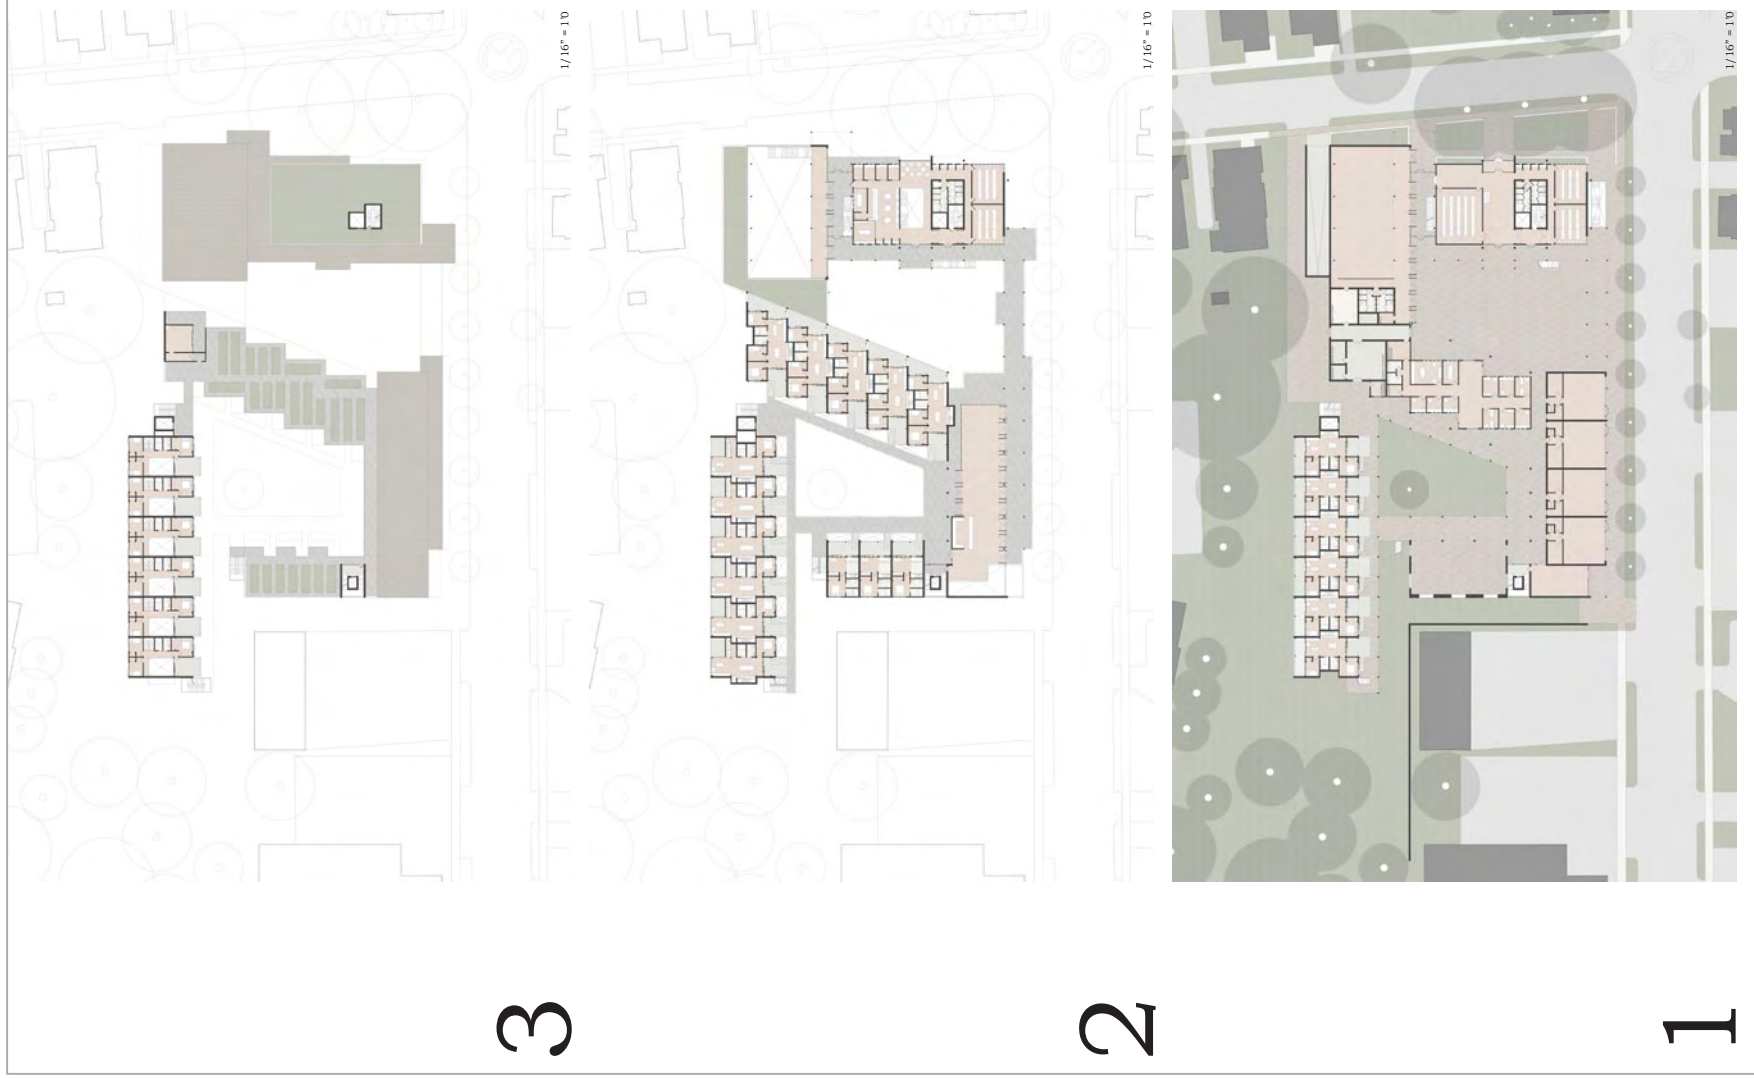 3
1/16" = 1'0
2
1/16" = 1'0
1
1/16" = 1'0